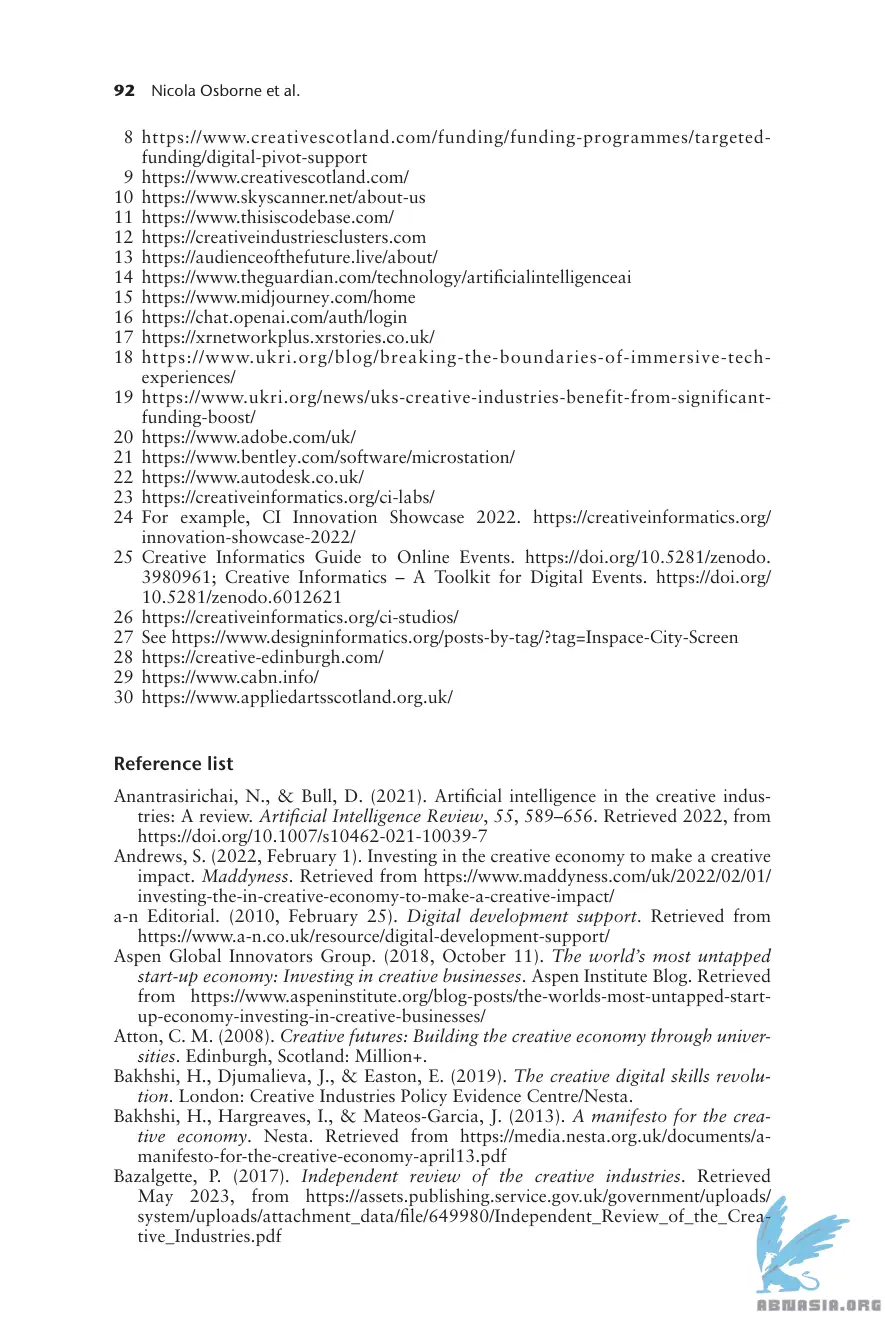 92 Nicola Osborne et al.
8 https://www.creativescotland.com/funding/funding-programmes/targeted-
funding/digital-pivot-support
9 https://www.creativescotland.com/
10 https://www.skyscanner.net/about-us
11 https://www.thisiscodebase.com/
12 https://creativeindustriesclusters.com
13 https://audienceofthefuture.live/about/
14 https://www.theguardian.com/technology/artificialintelligenceai
15 https://www.midjourney.com/home
16 https://chat.openai.com/auth/login
17 https://xrnetworkplus.xrstories.co.uk/
18 https://www.ukri.org/blog/breaking-the-boundaries-of-immersive-tech-
experiences/
19 https://www.ukri.org/news/uks-creative-industries-benefit-from-significant-
funding-boost/
20 https://www.adobe.com/uk/
21 https://www.bentley.com/software/microstation/
22 https://www.autodesk.co.uk/
23 https://creativeinformatics.org/ci-labs/
24 For example, CI Innovation Showcase 2022. https://creativeinformatics.org/
innovation-showcase-2022/
25 Creative Informatics Guide to Online Events. https://doi.org/10.5281/zenodo.
3980961; Creative Informatics – A Toolkit for Digital Events. https://doi.org/
10.5281/zenodo.6012621
26 https://creativeinformatics.org/ci-studios/
27 See https://www.designinformatics.org/posts-by-tag/?tag=Inspace-City-Screen
28 https://creative-edinburgh.com/
29 https://www.cabn.info/
30 https://www.appliedartsscotland.org.uk/
Reference list
Anantrasirichai, N., & Bull, D. (2021). Artificial intelligence in the creative indus-
tries: A review. Artificial Intelligence Review, 55, 589–656. Retrieved 2022, from
https://doi.org/10.1007/s10462-021-10039-7
Andrews, S. (2022, February 1). Investing in the creative economy to make a creative
impact. Maddyness. Retrieved from https://www.maddyness.com/uk/2022/02/01/
investing-the-in-creative-economy-to-make-a-creative-impact/
a-n Editorial. (2010, February 25). Digital development support. Retrieved from
https://www.a-n.co.uk/resource/digital-development-support/
Aspen Global Innovators Group. (2018, October 11). The world's most untapped
start-up economy: Investing in creative businesses. Aspen Institute Blog. Retrieved
from https://www.aspeninstitute.org/blog-posts/the-worlds-most-untapped-start-
up-economy-investing-in-creative-businesses/
Atton, C. M. (2008). Creative futures: Building the creative economy through univer-
sities. Edinburgh, Scotland: Million+.
Bakhshi, H., Djumalieva, J., & Easton, E. (2019). The creative digital skills revolu-
tion. London: Creative Industries Policy Evidence Centre/Nesta.
Bakhshi, H., Hargreaves, I., & Mateos-Garcia, J. (2013). A manifesto for the crea-
tive economy. Nesta. Retrieved from https://media.nesta.org.uk/documents/a-
manifesto-for-the-creative-economy-april13.pdf
Bazalgette, P. (2017). Independent review of the creative industries. Retrieved
May 2023, from https://assets.publishing.service.gov.uk/government/uploads/
system/uploads/attachment_data/file/649980/Independent_Review_of_the_Crea-
tive_Industries.pdf
ABNASIA.ORG